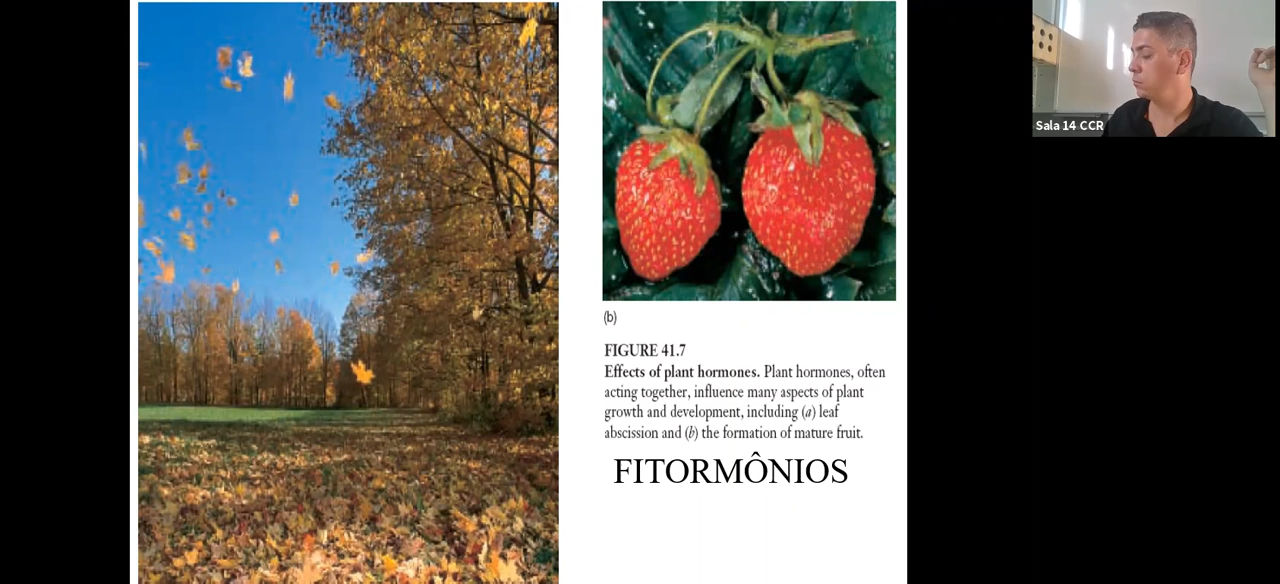 Sala 14 CCR
(b)
FIGURE 41.7
Effects of plant hormones. Plant hormones, often
acting together, influence many aspects of plant
growth and development, including (a) leaf
abscission and (b) the formation of mature fruit.
FITORMÔNIOS